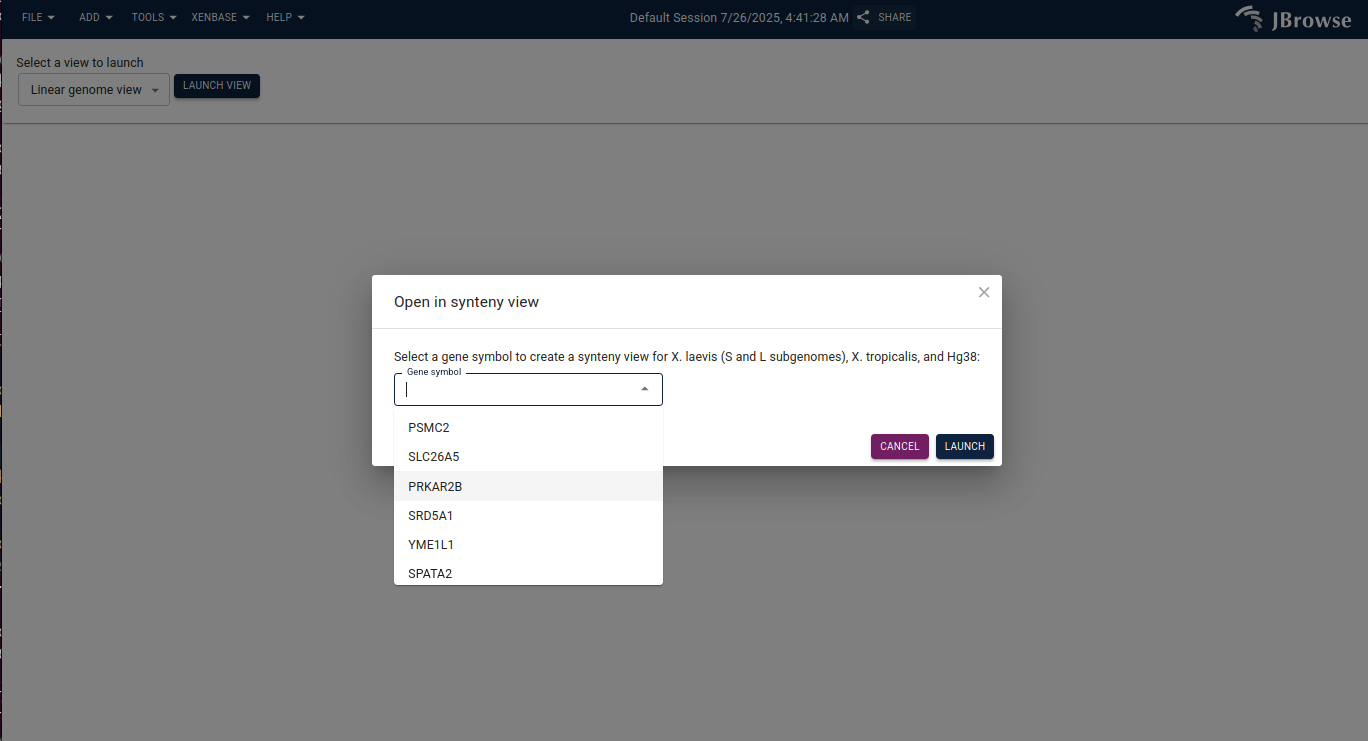 FILE ADD TOOLS XENBASE HELP Default Session 7/26/2025, 4:41:28 AM SHARE JBrowse
Select a view to launch
Linear genome view LAUNCH VIEW
Open in synteny view
Select a gene symbol to create a synteny view for X. laevis (S and L subgenomes), X. tropicalis, and Hg38:
Gene symbol
PSMC2
CANCEL LAUNCH
SLC26A5
PRKAR2B
SRD5A1
YME1L1
SPATA2